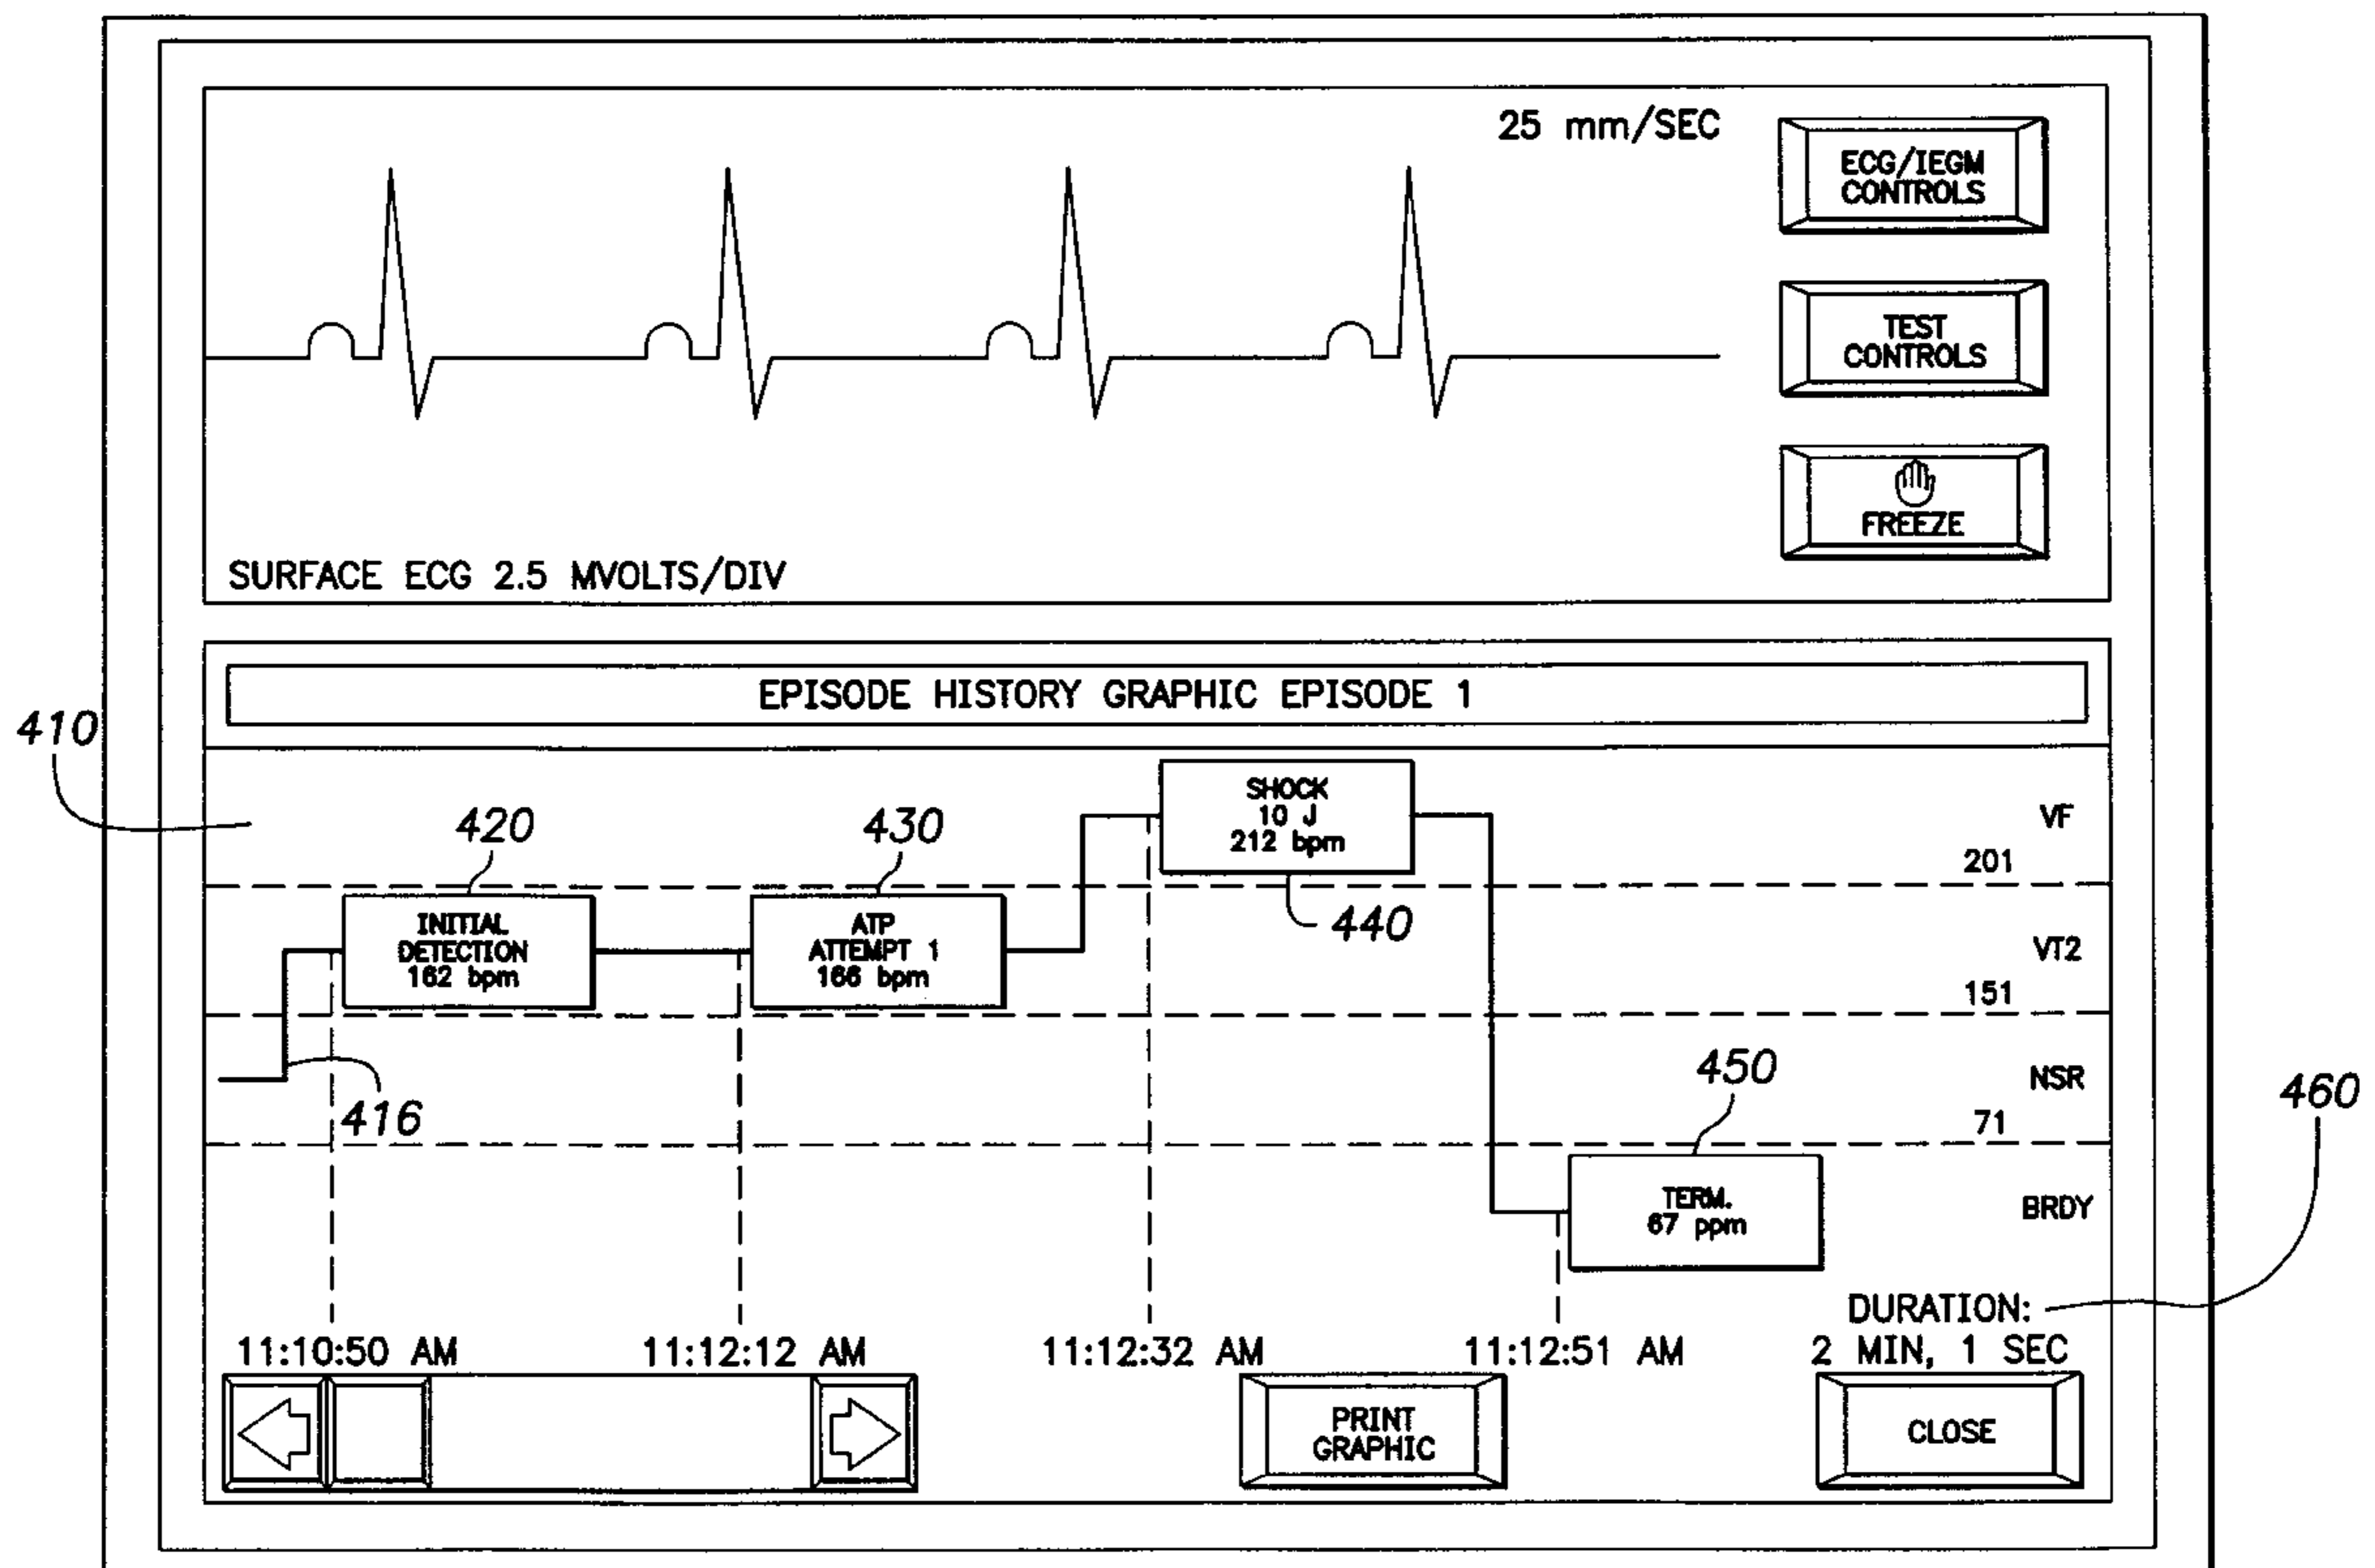 25 mm/SEC
ECG/IEGM
CONTROLS
TEST
CONTROLS
FREEZE
SURFACE ECG 2.5 MVOLTS/DIV
EPISODE HISTORY GRAPHIC EPISODE 1
410
420
430
SHOCK
10 J
212 bpm
VF
201
440
INITIAL
DETECTION
162 bpm
ATP
ATTEMPT 1
166 bpm
VT2
151
416
450
NSR
460
71
TERM.
67 ppm
BRDY
DURATION:
2 MIN, 1 SEC
11:10:50 AM
11:12:12 AM
11:12:32 AM
11:12:51 AM
PRINT
GRAPHIC
CLOSE